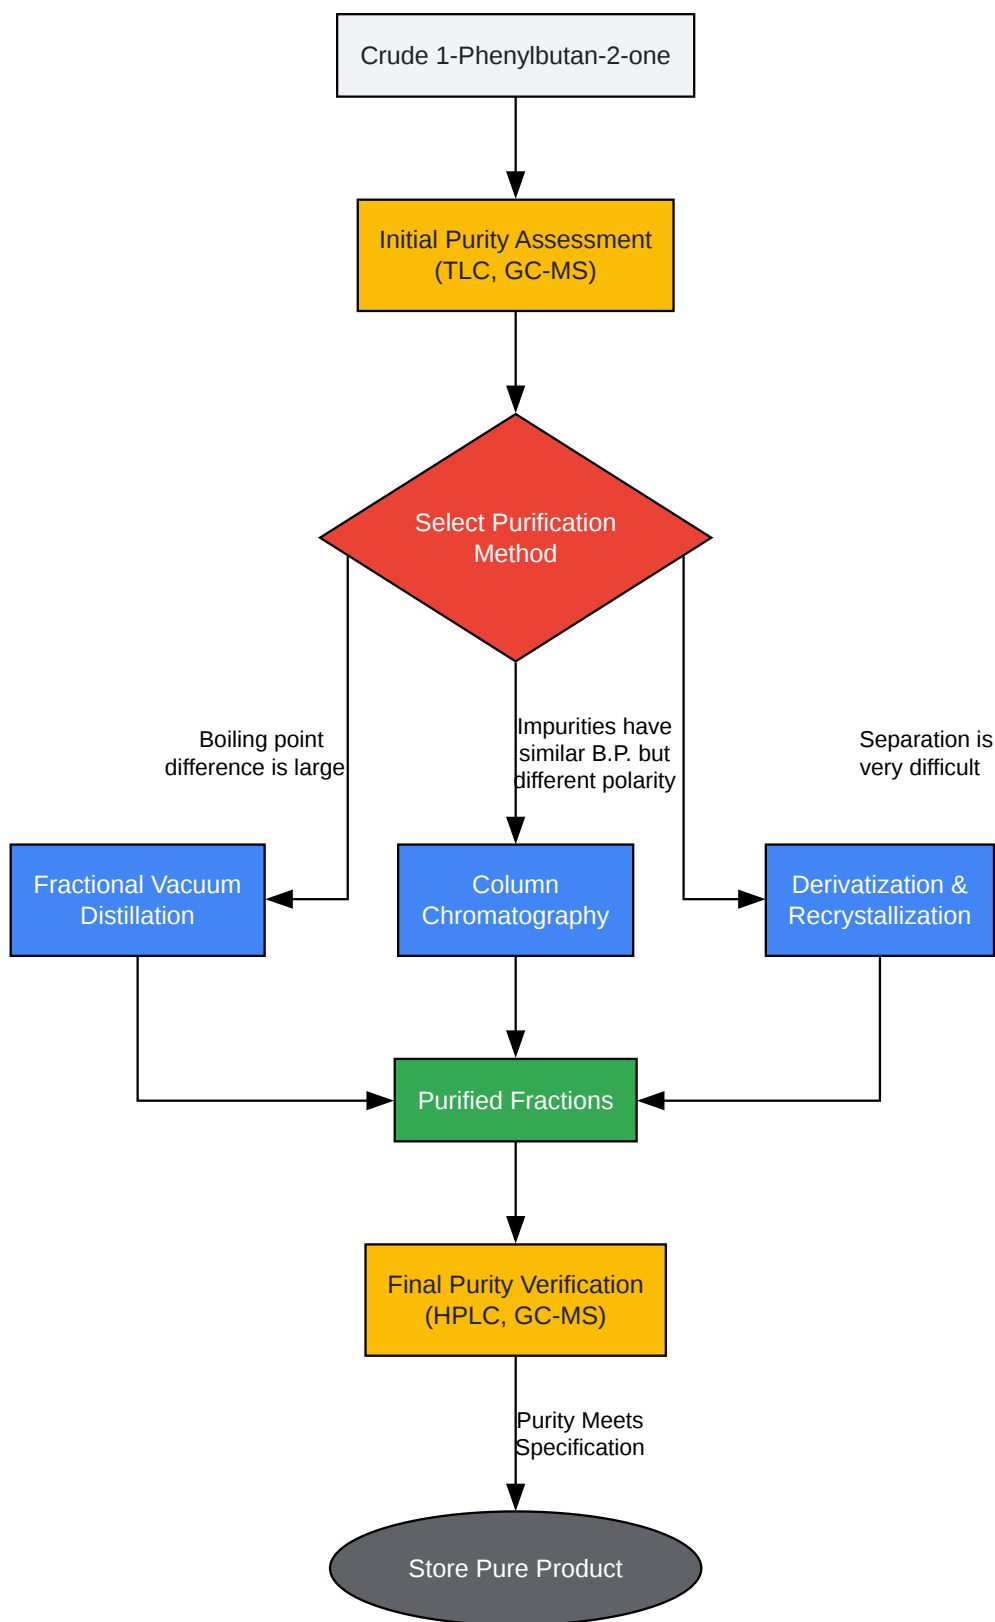 Crude 1-Phenylbutan-2-one
Initial Purity Assessment
(TLC, GC-MS)
Select Purification
Method
Boiling point
difference is large
Impurities have
similar B.P. but
different polarity
Separation is
very difficult
Fractional Vacuum
Distillation
Column
Chromatography
Derivatization &
Recrystallization
Purified Fractions
Final Purity Verification
(HPLC, GC-MS)
Purity Meets
Specification
Store Pure Product